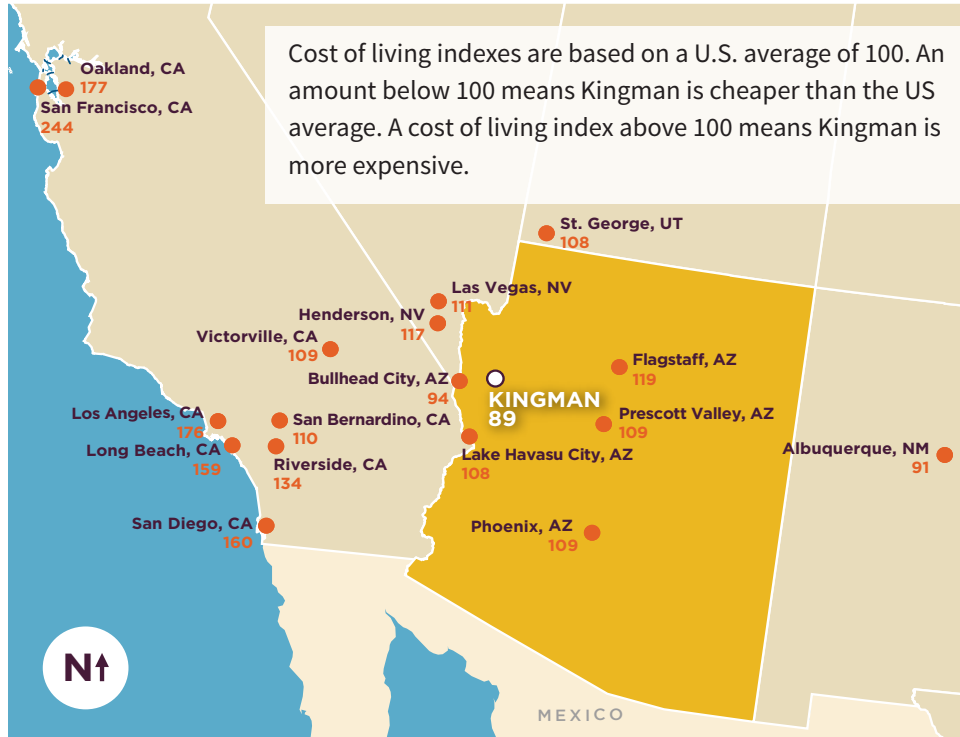 Cost of living indexes are based on a U.S. average of 100. An
amount below 100 means Kingman is cheaper than the US
average. A cost of living index above 100 means Kingman is
more expensive.
Oakland, CA
177
San Francisco, CA
244
St. George, UT
108
Las Vegas, NV
111
Henderson, NV
117
Victorville, CA
109
Bullhead City, AZ
94
KINGMAN
89
Flagstaff, AZ
119
Prescott Valley, AZ
109
Los Angeles, CA
176
San Bernardino, CA
110
Long Beach, CA
159
Riverside, CA
134
Lake Havasu City, AZ
108
Albuquerque, NM
91
San Diego, CA
160
Phoenix, AZ
109
N
MEXICO